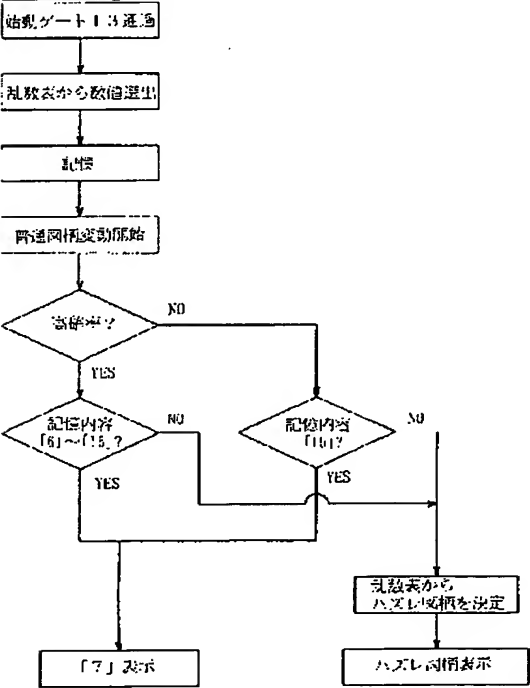 始動ゲート13通過
乱数表から数値選出
記憶
普通図柄変動開始
高確率?
NO
YES
記憶内容
「6」〜「15」?
NO
YES
記憶内容
「15」?
NO
YES
乱数表から
ハズレ図柄を決定
「7」表示
ハズレ図柄表示